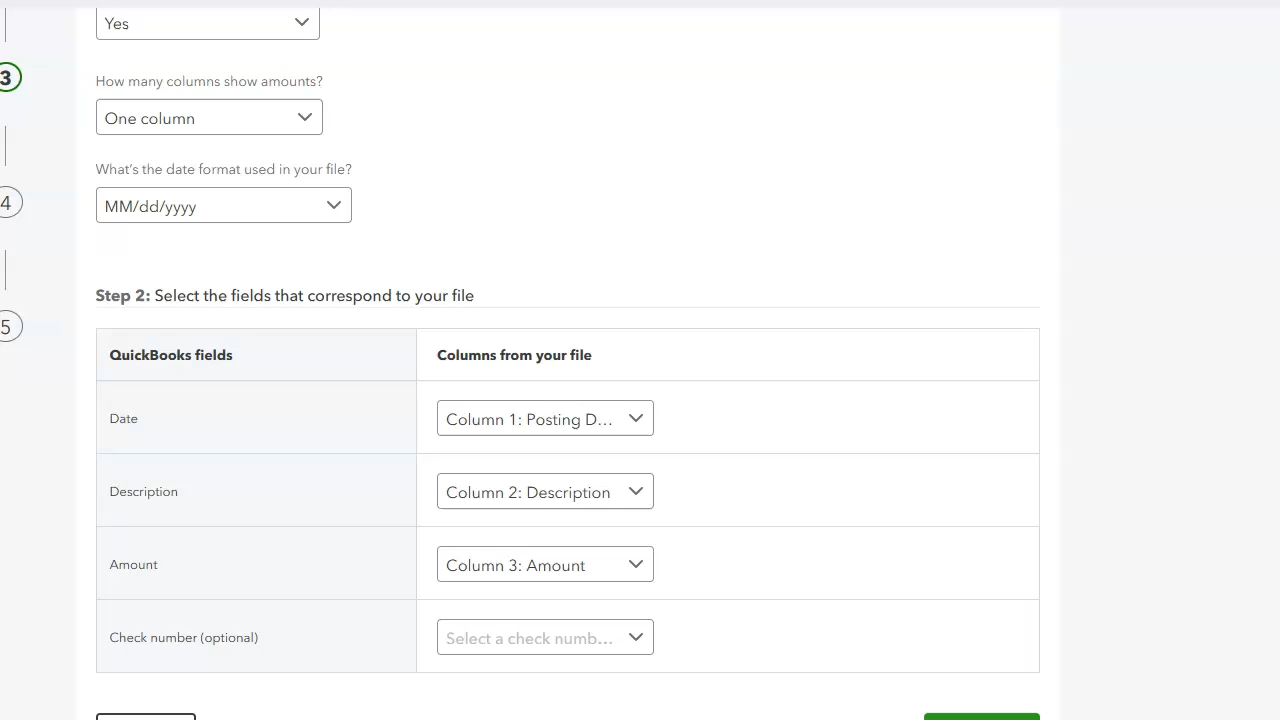 Yes
3
How many columns show amounts?
One column
What's the date format used in your file?
MM/dd/yyyy
4
Step 2: Select the fields that correspond to your file
5
QuickBooks fields Columns from your file
Date Column 1: Posting D...
Description Column 2: Description
Amount Column 3: Amount
Check number (optional) Select a check numb...